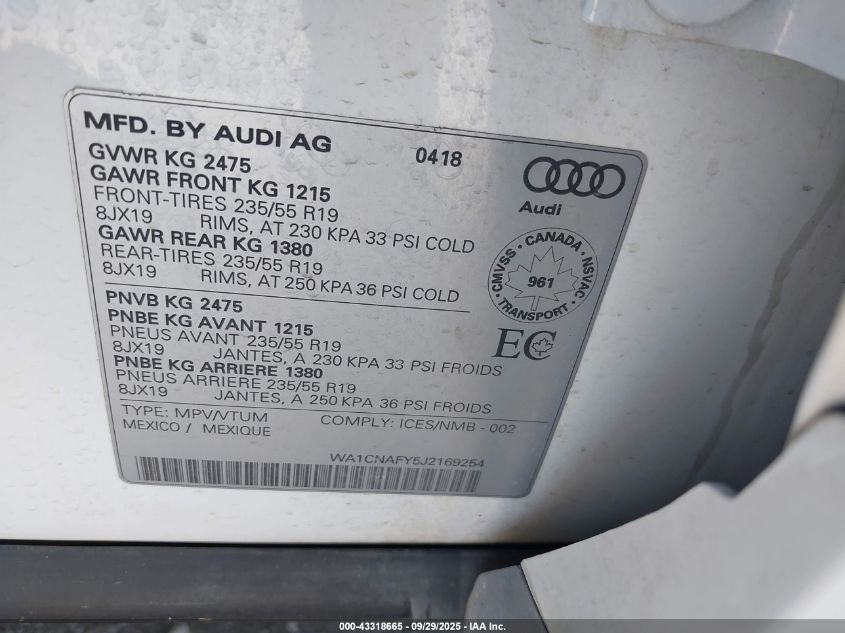 MFD. BY AUDI AG 0418
GVWR KG 2475
GAWR FRONT KG 1215
FRONT-TIRES 235/55 R19
8JX19 RIMS, AT 230 KPA 33 PSI COLD
GAWR REAR KG 1380
REAR-TIRES 235/55 R19
8JX19 RIMS, AT 250 KPA 36 PSI COLD
Audi
CMVSS · CANADA · NSVAC
961
· TRANSPORT ·
PNVB KG 2475
PNBE KG AVANT 1215
PNEUS AVANT 235/55 R19
8JX19 JANTES, A 230 KPA 33 PSI FROIDS
PNBE KG ARRIERE 1380
PNEUS ARRIERE 235/55 R19
8JX19 JANTES, A 250 KPA 36 PSI FROIDS
EC
TYPE: MPV/VTUM COMPLY: ICES/NMB - 002
MEXICO / MEXIQUE
WA1CNAFY5J2169254
000-43318665 - 09/29/2025 - IAA Inc.